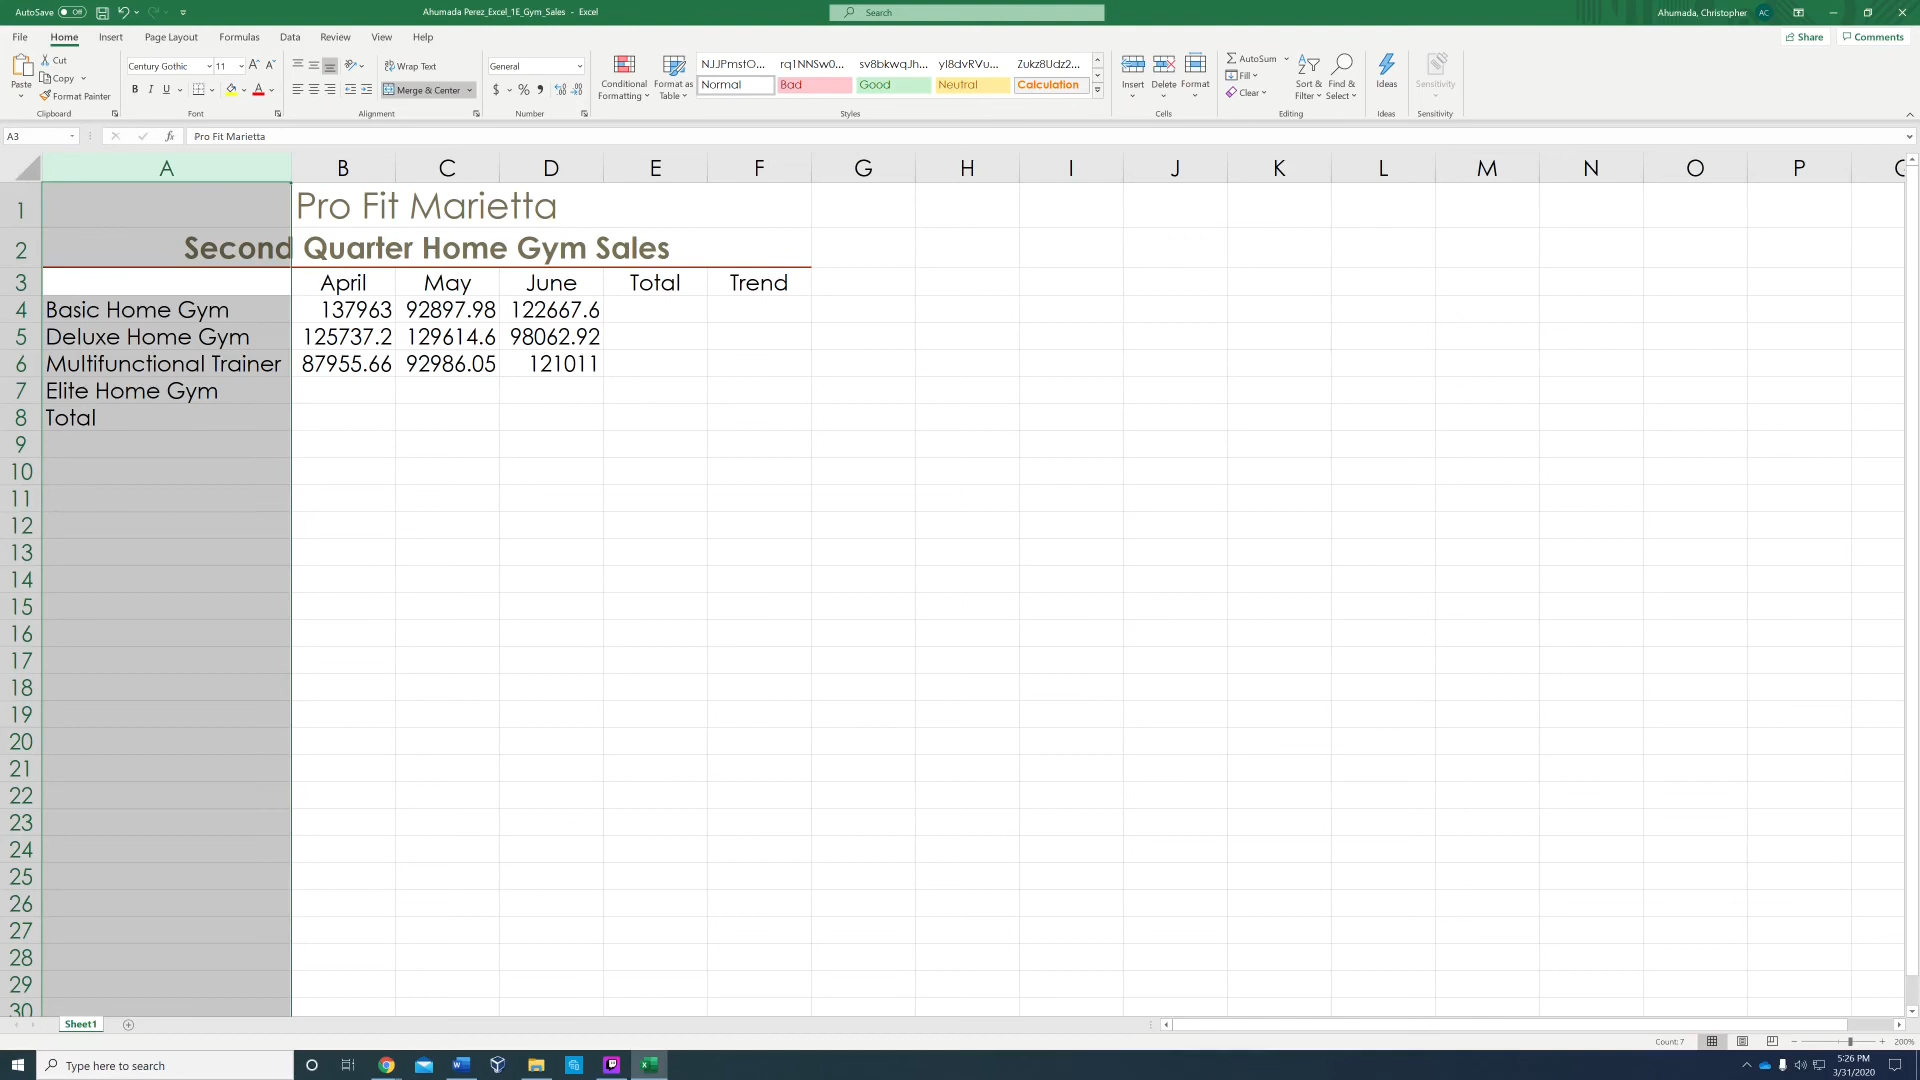 AutoSave Off Ahumada Perez_Excel_1E_Gym_Sales - Excel Search Ahumada, Christopher AC
File Home Insert Page Layout Formulas Data Review View Help Share Comments
Paste Cut Copy Format Painter Clipboard
Century Gothic 11 A A B I U A Font
Wrap Text Merge & Center Alignment
General $ % , Number
Conditional Formatting Format as Table
NJJPmstO... rq1NNSw0... sv8bkwqJh... yI8dvRVu... Zukz8Udz2...
Normal Bad Good Neutral Calculation
Styles
Insert Delete Format Cells
AutoSum Fill Clear Sort & Filter Find & Select Editing
Ideas Ideas
Sensitivity Sensitivity
A3 fx Pro Fit Marietta
A B C D E F G H I J K L M N O P
1 Pro Fit Marietta
2 Second Quarter Home Gym Sales
3 April May June Total Trend
4 Basic Home Gym 137963 92897.98 122667.6
5 Deluxe Home Gym 125737.2 129614.6 98062.92
6 Multifunctional Trainer 87955.66 92986.05 121011
7 Elite Home Gym
8 Total
9
10
11
12
13
14
15
16
17
18
19
20
21
22
23
24
25
26
27
28
29
30
Sheet1
Count: 7 200%
Type here to search
5:26 PM
3/31/2020